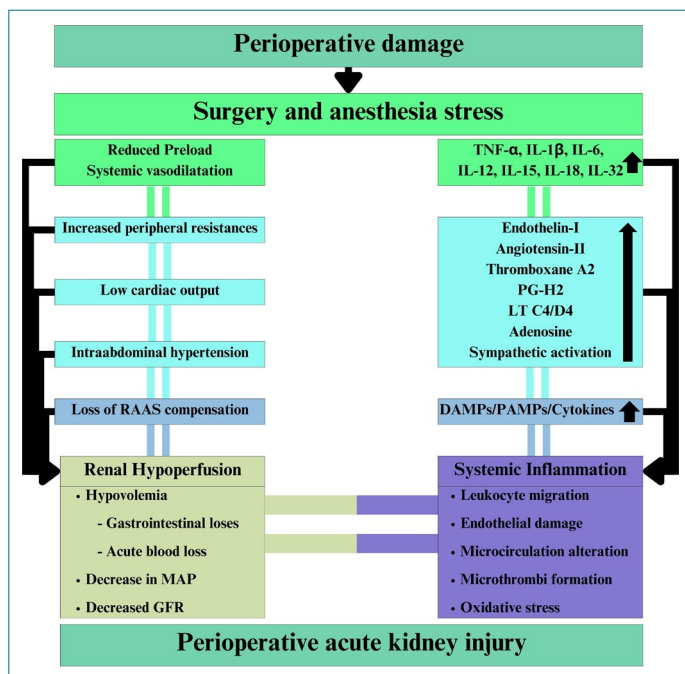 Perioperative damage
Surgery and anesthesia stress
Reduced Preload
Systemic vasodilatation
Increased peripheral resistances
Low cardiac output
Intraabdominal hypertension
Loss of RAAS compensation
TNF-α, IL-1β, IL-6,
IL-12, IL-15, IL-18, IL-32
Endothelin-I
Angiotensin-II
Thromboxane A2
PG-H2
LT C4/D4
Adenosine
Sympathetic activation
DAMPs/PAMPs/Cytokines
Renal Hypoperfusion
• Hypovolemia
- Gastrointestinal loses
- Acute blood loss
• Decrease in MAP
• Decreased GFR
Systemic Inflammation
• Leukocyte migration
• Endothelial damage
• Microcirculation alteration
• Microthrombi formation
• Oxidative stress
Perioperative acute kidney injury